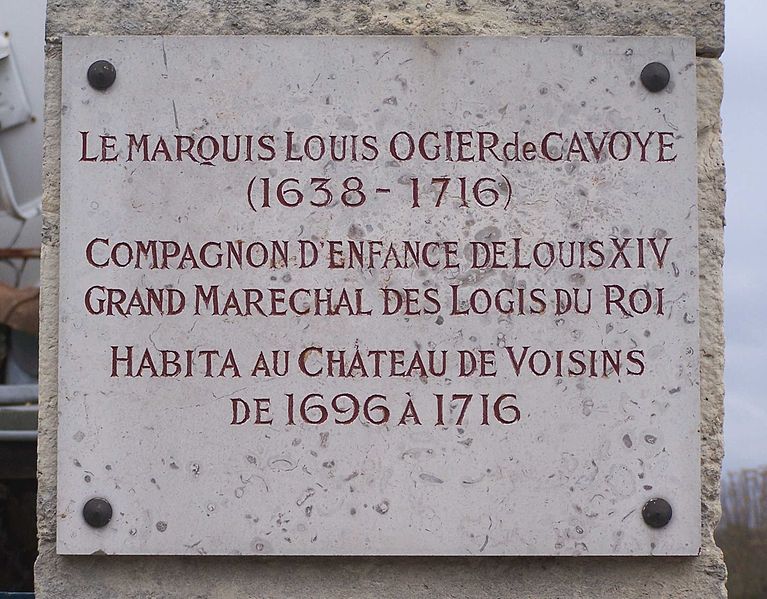 LE MARQUIS LOUIS OGIER de CAVOYE
(1638 - 1716)
COMPAGNON D'ENFANCE DE LOUIS XIV
GRAND MARECHAL DES LOGIS DU ROI
HABITA AU CHÂTEAU DE VOISINS
DE 1696 À 1716